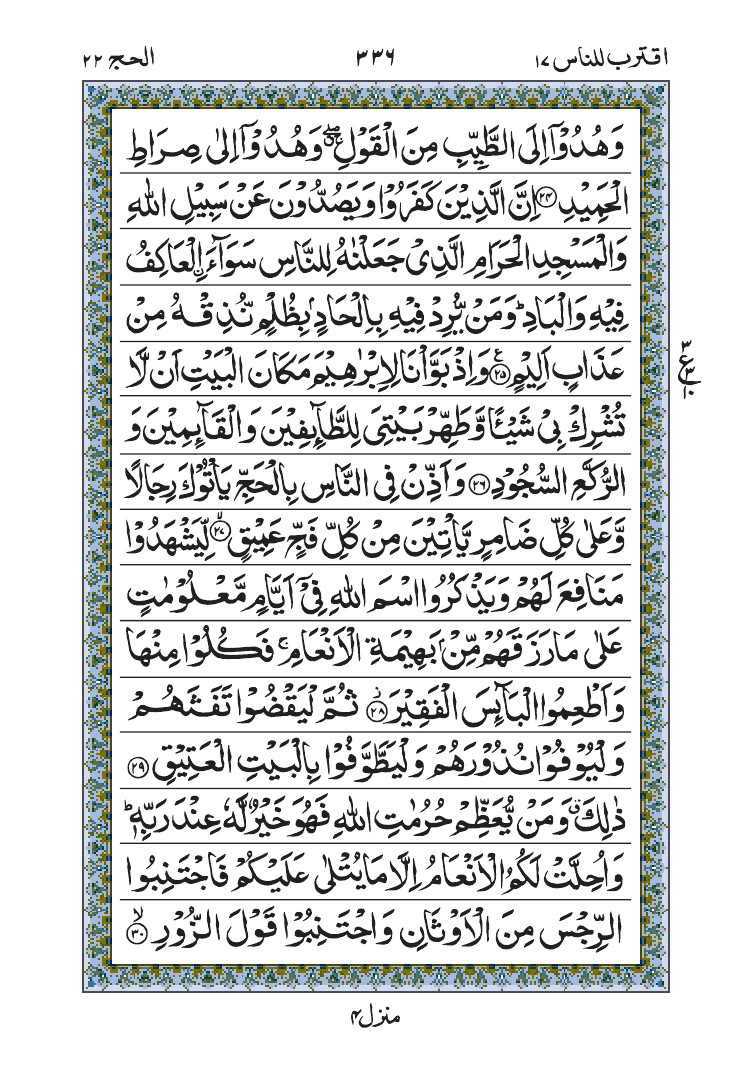 اقترب للناس ١٧ ٣٣٦ الحج ٢٢
وَهُدُوْۤا اِلَى الطَّيِّبِ مِنَ الْقَوْلِ ۖۚ وَهُدُوْۤا اِلٰى صِرَاطِ
الْحَمِيْدِ ﴿٢٤﴾ اِنَّ الَّذِيْنَ كَفَرُوْا وَيَصُدُّوْنَ عَنْ سَبِيْلِ اللّٰهِ
وَالْمَسْجِدِ الْحَرَامِ الَّذِىْ جَعَلْنٰهُ لِلنَّاسِ سَوَآءَ ۨالْعَاكِفُ
فِيْهِ وَالْبَادِ ؕ وَمَنْ يُّرِدْ فِيْهِ بِاِلْحَادٍۭ بِظُلْمٍ نُّذِقْهُ مِنْ
عَذَابٍ اَلِيْمٍ ﴿٢٥﴾ ع وَاِذْ بَوَّاْنَا لِاِبْرٰهِيْمَ مَكَانَ الْبَيْتِ اَنْ لَّا
٣ ع ٣ ١٠
تُشْرِكْ بِىْ شَيْـًٔا وَّطَهِّرْ بَيْتِىَ لِلطَّآئِفِيْنَ وَالْقَآئِمِيْنَ وَ
الرُّكَّعِ السُّجُوْدِ ﴿٢٦﴾ وَاَذِّنْ فِى النَّاسِ بِالْحَجِّ يَاْتُوْكَ رِجَالًا
وَّعَلٰى كُلِّ ضَامِرٍ يَّاْتِيْنَ مِنْ كُلِّ فَجٍّ عَمِيْقٍ ﴿٢٧﴾ ۙ لِّيَشْهَدُوْا
مَنَافِعَ لَهُمْ وَيَذْكُرُوا اسْمَ اللّٰهِ فِىْۤ اَيَّامٍ مَّعْلُوْمٰتٍ
عَلٰى مَا رَزَقَهُمْ مِّنْۢ بَهِيْمَةِ الْاَنْعَامِ ۚ فَكُلُوْا مِنْهَا
وَاَطْعِمُوا الْبَآئِسَ الْفَقِيْرَ ﴿٢٨﴾ ز ثُمَّ لْيَقْضُوْا تَفَثَهُمْ
وَلْيُوْفُوْا نُذُوْرَهُمْ وَلْيَطَّوَّفُوْا بِالْبَيْتِ الْعَتِيْقِ ﴿٢٩﴾
ذٰلِكَ ۗ وَمَنْ يُّعَظِّمْ حُرُمٰتِ اللّٰهِ فَهُوَ خَيْرٌ لَّهٗ عِنْدَ رَبِّهٖ ؕ
وَاُحِلَّتْ لَكُمُ الْاَنْعَامُ اِلَّا مَا يُتْلٰى عَلَيْكُمْ فَاجْتَنِبُوا
الرِّجْسَ مِنَ الْاَوْثَانِ وَاجْتَنِبُوْا قَوْلَ الزُّوْرِ ﴿٣٠﴾ ۙ
منزل ۴